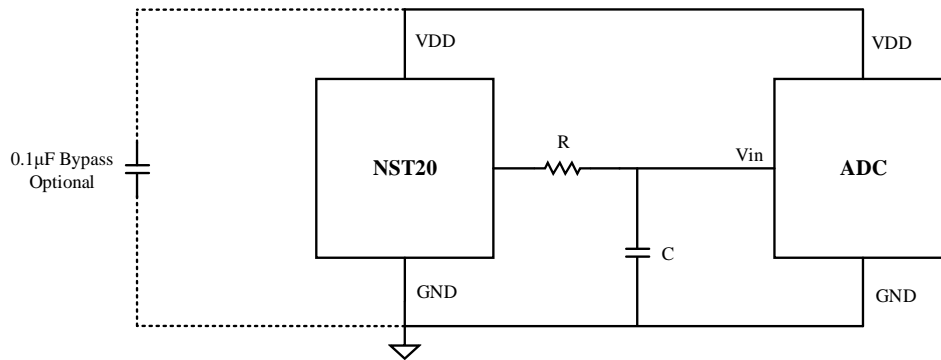 VDD
VDD
R
0.1μF Bypass
Optional
NST20
Vin
ADC
C
GND
GND